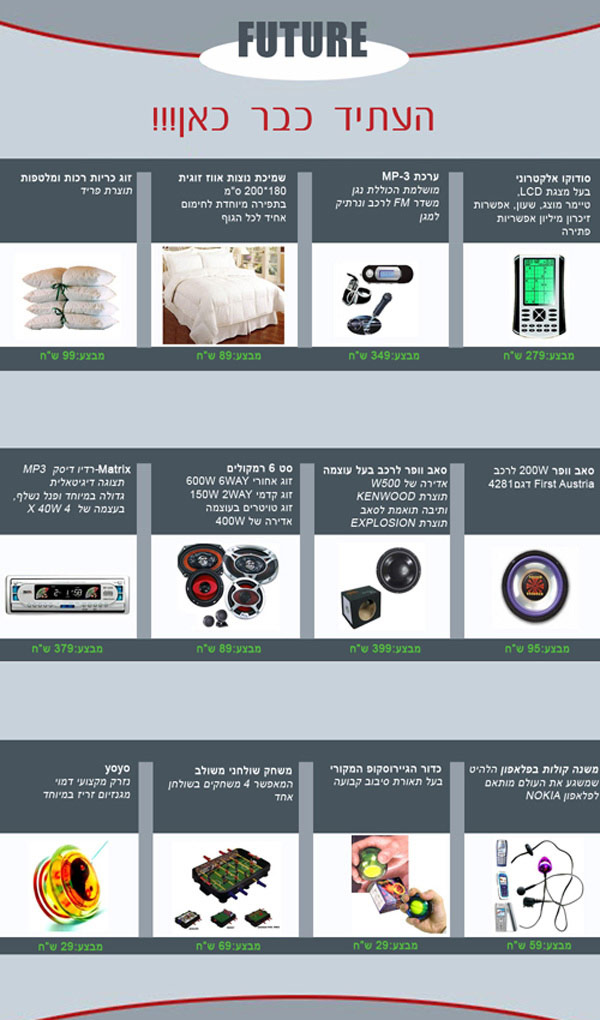 FUTURE
העתיד כבר כאן!!!
סודוקו אלקטרוני
בעל מצגת LCD,
טיימר מוצג, שעון, אפשרות
זיכרון מיליון אפשריות
פתירה
מבצע:279 ש"ח
ערכת MP-3
מושלמת הכוללת נגן
משדר FM לרכב ונרתיק
למגן
מבצע:349 ש"ח
שמיכת נוצות אווז זוגית
180*200 ס"מ
בתפירה מיוחדת לחימום
אחיד לכל הגוף
מבצע:89 ש"ח
זוג כריות רכות ומלטפות
תוצרת פריד
מבצע:99 ש"ח
סאב וופר 200W לרכב
First Austria דגם4281
מבצע:95 ש"ח
סאב וופר לרכב בעל עוצמה
אדירה של W500
תוצרת KENWOOD
ותיבה תואמת לסאב
תוצרת EXPLOSION
מבצע:399 ש"ח
סט 6 רמקולים
זוג אחורי 600W 6WAY
זוג קדמי 150W 2WAY
זוג טויטרים בעוצמה
אדירה של 400W
מבצע:89 ש"ח
Matrix-רדיו דיסק MP3
תצוגה דיגיטאלית
גדולה במיוחד ופנל נשלף,
בעצמה של X 40W 4
מבצע:379 ש"ח
משנה קולות בפלאפון הלהיט
שמשגע את העולם מותאם
לפלאפון NOKIA
מבצע:59 ש"ח
כדור הגיירוסקופ המקורי
בעל תאורת סיבוב קבועה
מבצע:29 ש"ח
משחק שולחני משולב
המאפשר 4 משחקים בשולחן
אחד
מבצע:69 ש"ח
yoyo
נזרק מקצועי דמוי
מגנזיום זריז במיוחד
מבצע:29 ש"ח